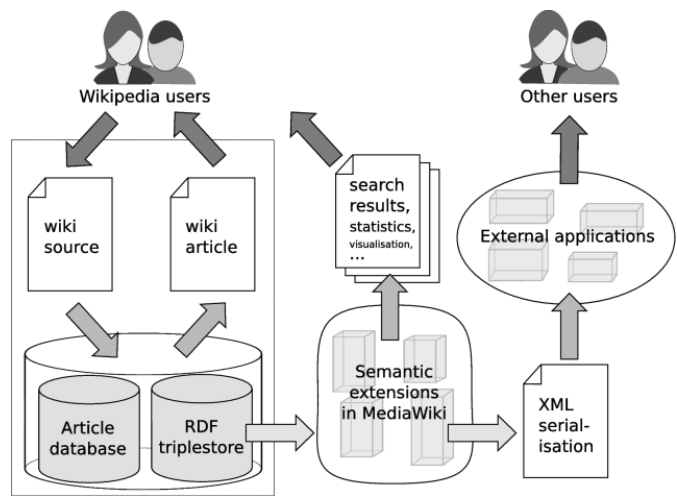 Wikipedia users
Other users
wiki
source
wiki
article
search
results,
statistics,
visualisation,
...
External applications
Article
database
RDF
triplestore
Semantic
extensions
in MediaWiki
XML
serial-
isation